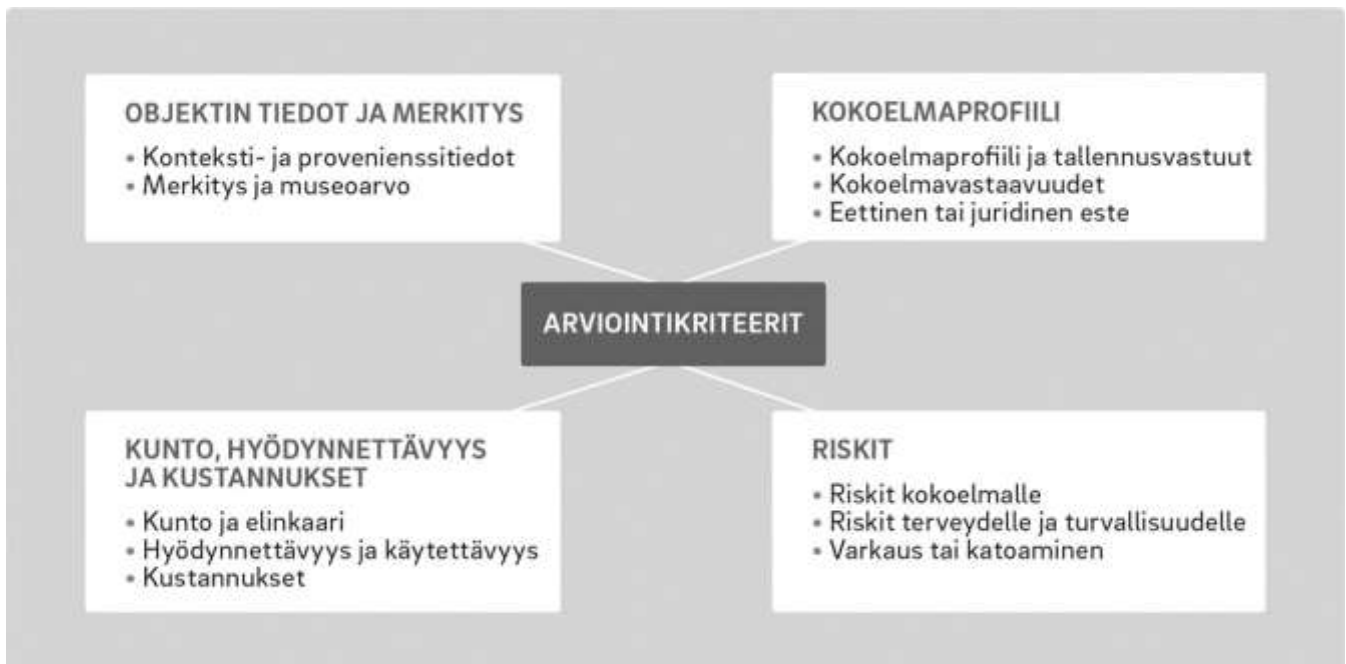 OBJEKTIN TIEDOT JA MERKITYS
• Konteksti- ja provenienssitiedot
• Merkitys ja museoarvo
KOKOELMAPROFIILI
• Kokoelmaprofiili ja tallennusvastuut
• Kokoelmavastaavuudet
• Eettinen tai juridinen este
ARVIOINTIKRITEERIT
KUNTO, HYÖDYNNETTÄVYYS
JA KUSTANNUKSET
• Kunto ja elinkaari
• Hyödynnettävyys ja käytettävyys
• Kustannukset
RISKIT
• Riskit kokoelmalle
• Riskit terveydelle ja turvallisuudelle
• Varkaus tai katoaminen